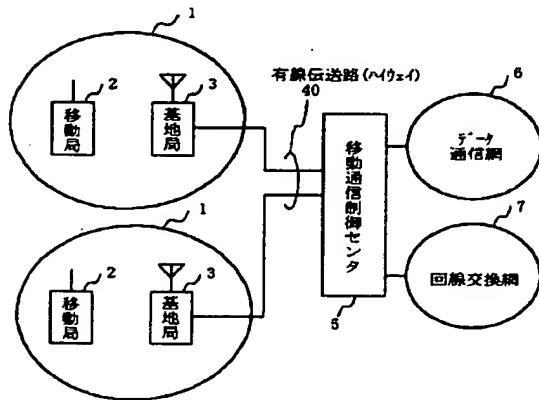 1
2
3
移動局
基地局
有線伝送路(ハイウェイ)
40
6
データ
通信網
移動通信制御センタ
5
7
回線交換網
1
2
3
移動局
基地局